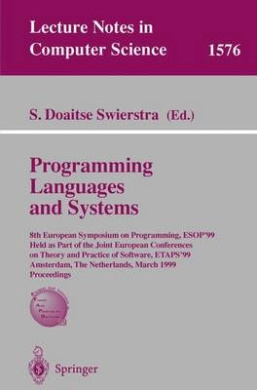 Lecture Notes in
Computer Science 1576
S. Doaitse Swierstra (Ed.)
Programming
Languages
and Systems
8th European Symposium on Programming, ESOP'99
Held as Part of the Joint European Conferences
on Theory and Practice of Software, ETAPS'99
Amsterdam, The Netherlands, March 1999
Proceedings
Springer